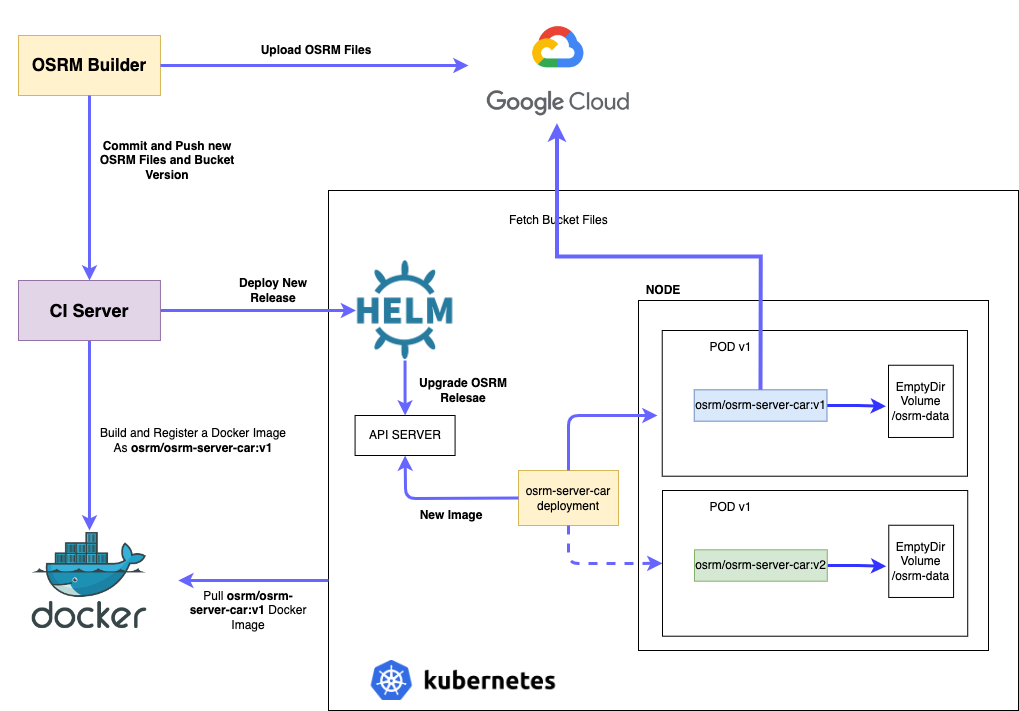 Upload OSRM Files
OSRM Builder
Google Cloud
Commit and Push new
OSRM Files and Bucket
Version
Fetch Bucket Files
Deploy New
Release
CI Server
HELM
NODE
POD v1
osrm/osrm-server-car:v1
EmptyDir
Volume
/osrm-data
Upgrade OSRM
Relesae
API SERVER
Build and Register a Docker Image
As osrm/osrm-server-car:v1
osrm-server-car
deployment
New Image
POD v1
osrm/osrm-server-car:v2
EmptyDir
Volume
/osrm-data
docker
Pull osrm/osrm-
server-car:v1 Docker
Image
kubernetes